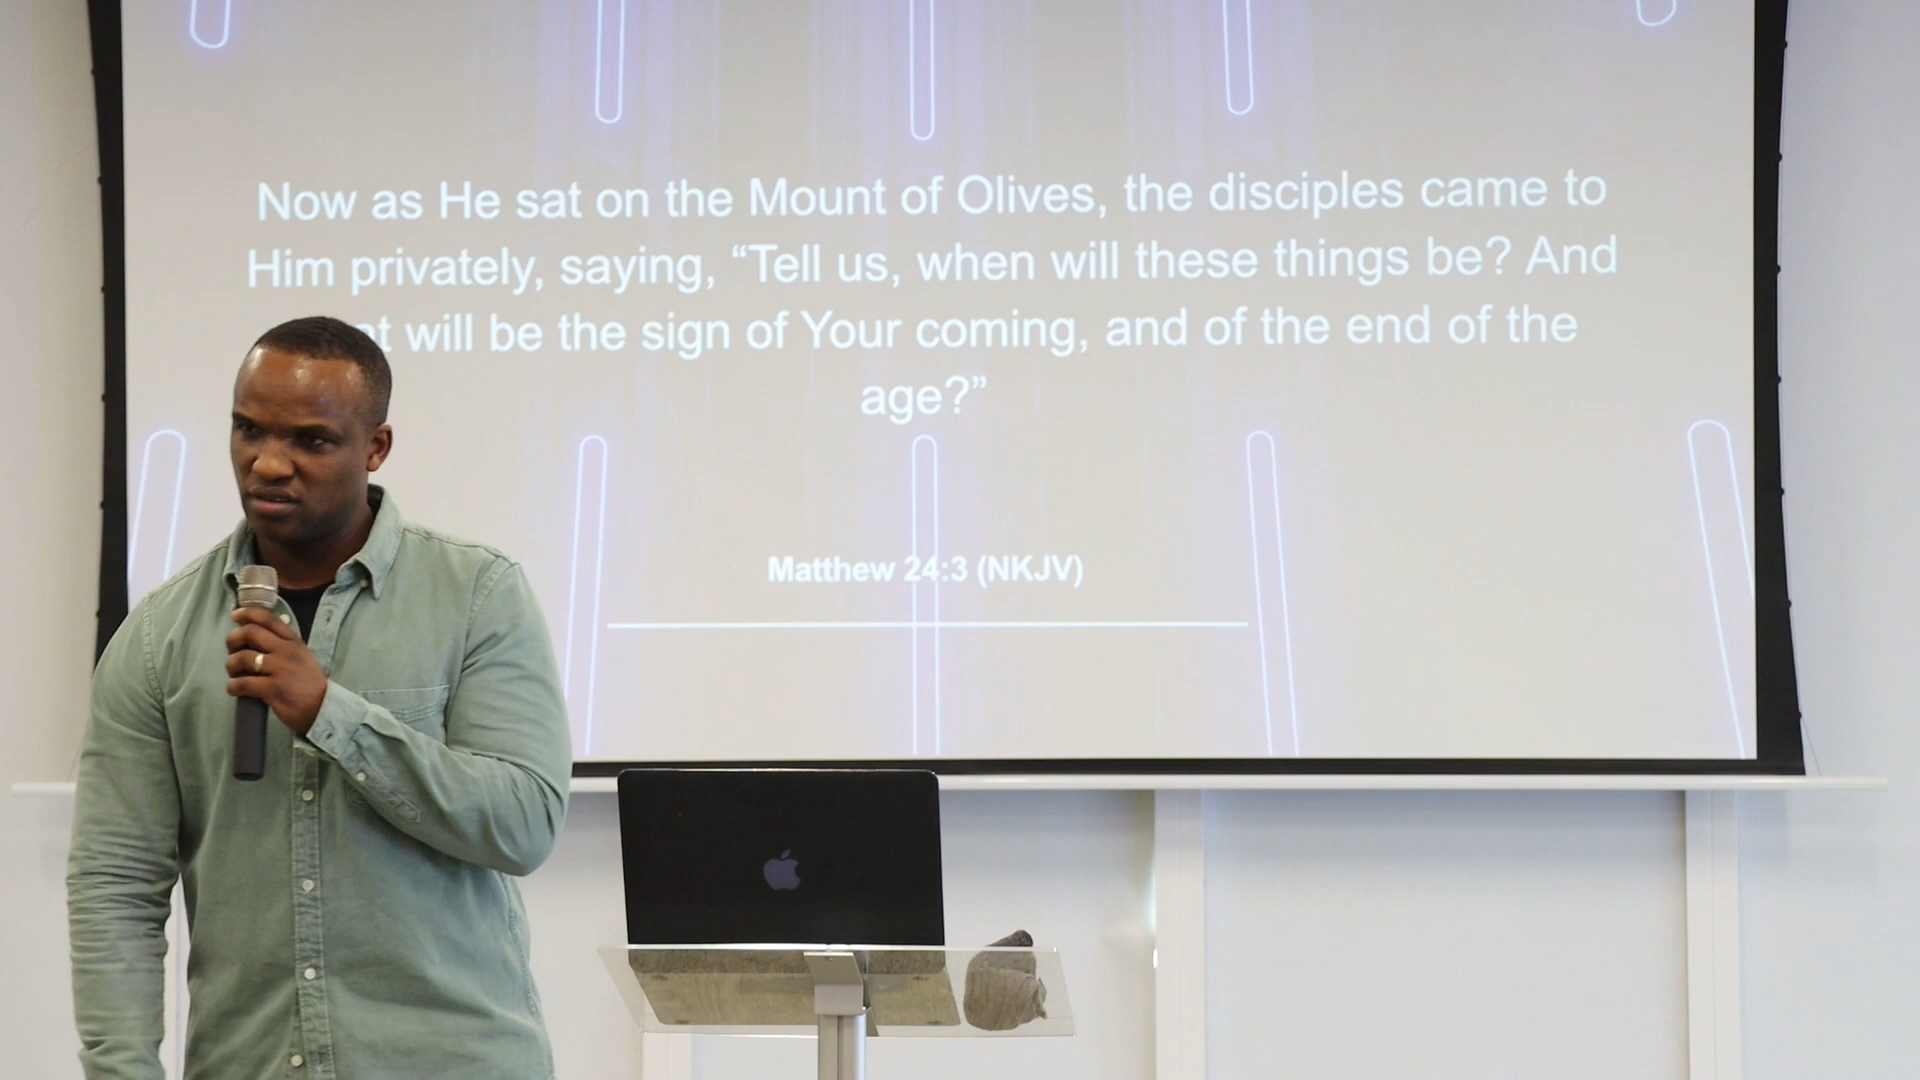 Now as He sat on the Mount of Olives, the disciples came to
Him privately, saying, “Tell us, when will these things be? And
will be the sign of Your coming, and of the end of the
age?”
Matthew 24:3 (NKJV)